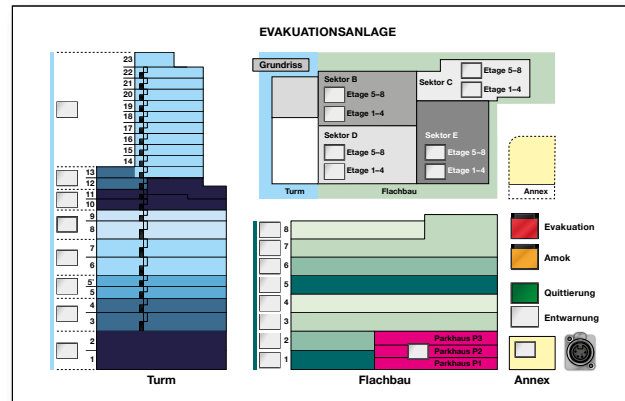 EVAKUATIONSANLAGE
23
22
21
20
19
18
17
16
15
14
13
12
11
10
9
8
7
6
5
5
4
3
2
1
Turm
Grundriss
Sektor B
Etage 5–8
Etage 1–4
Sektor C
Etage 5–8
Etage 1–4
Sektor D
Etage 5–8
Etage 1–4
Sektor E
Etage 5–8
Etage 1–4
Turm
Flachbau
Annex
8
7
6
5
4
3
2
1
Parkhaus P3
Parkhaus P2
Parkhaus P1
Flachbau
Evakuation
Amok
Quittierung
Entwarnung
Annex